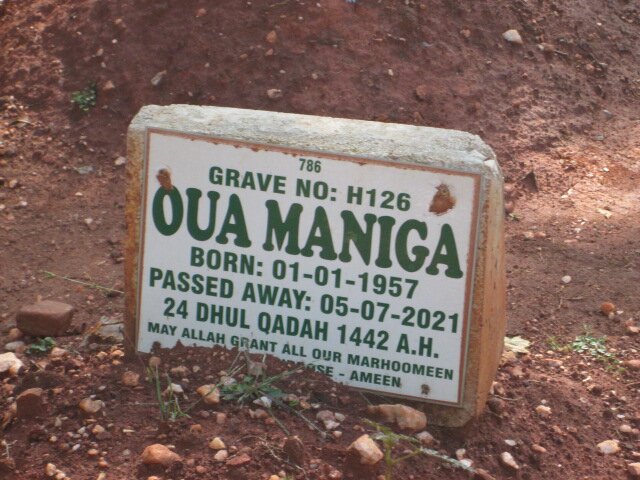 786
GRAVE NO: H126
OUA MANIGA
BORN: 01-01-1957
PASSED AWAY: 05-07-2021
24 DHUL QADAH 1442 A.H.
MAY ALLAH GRANT ALL OUR MARHOOMEEN
- AMEEN